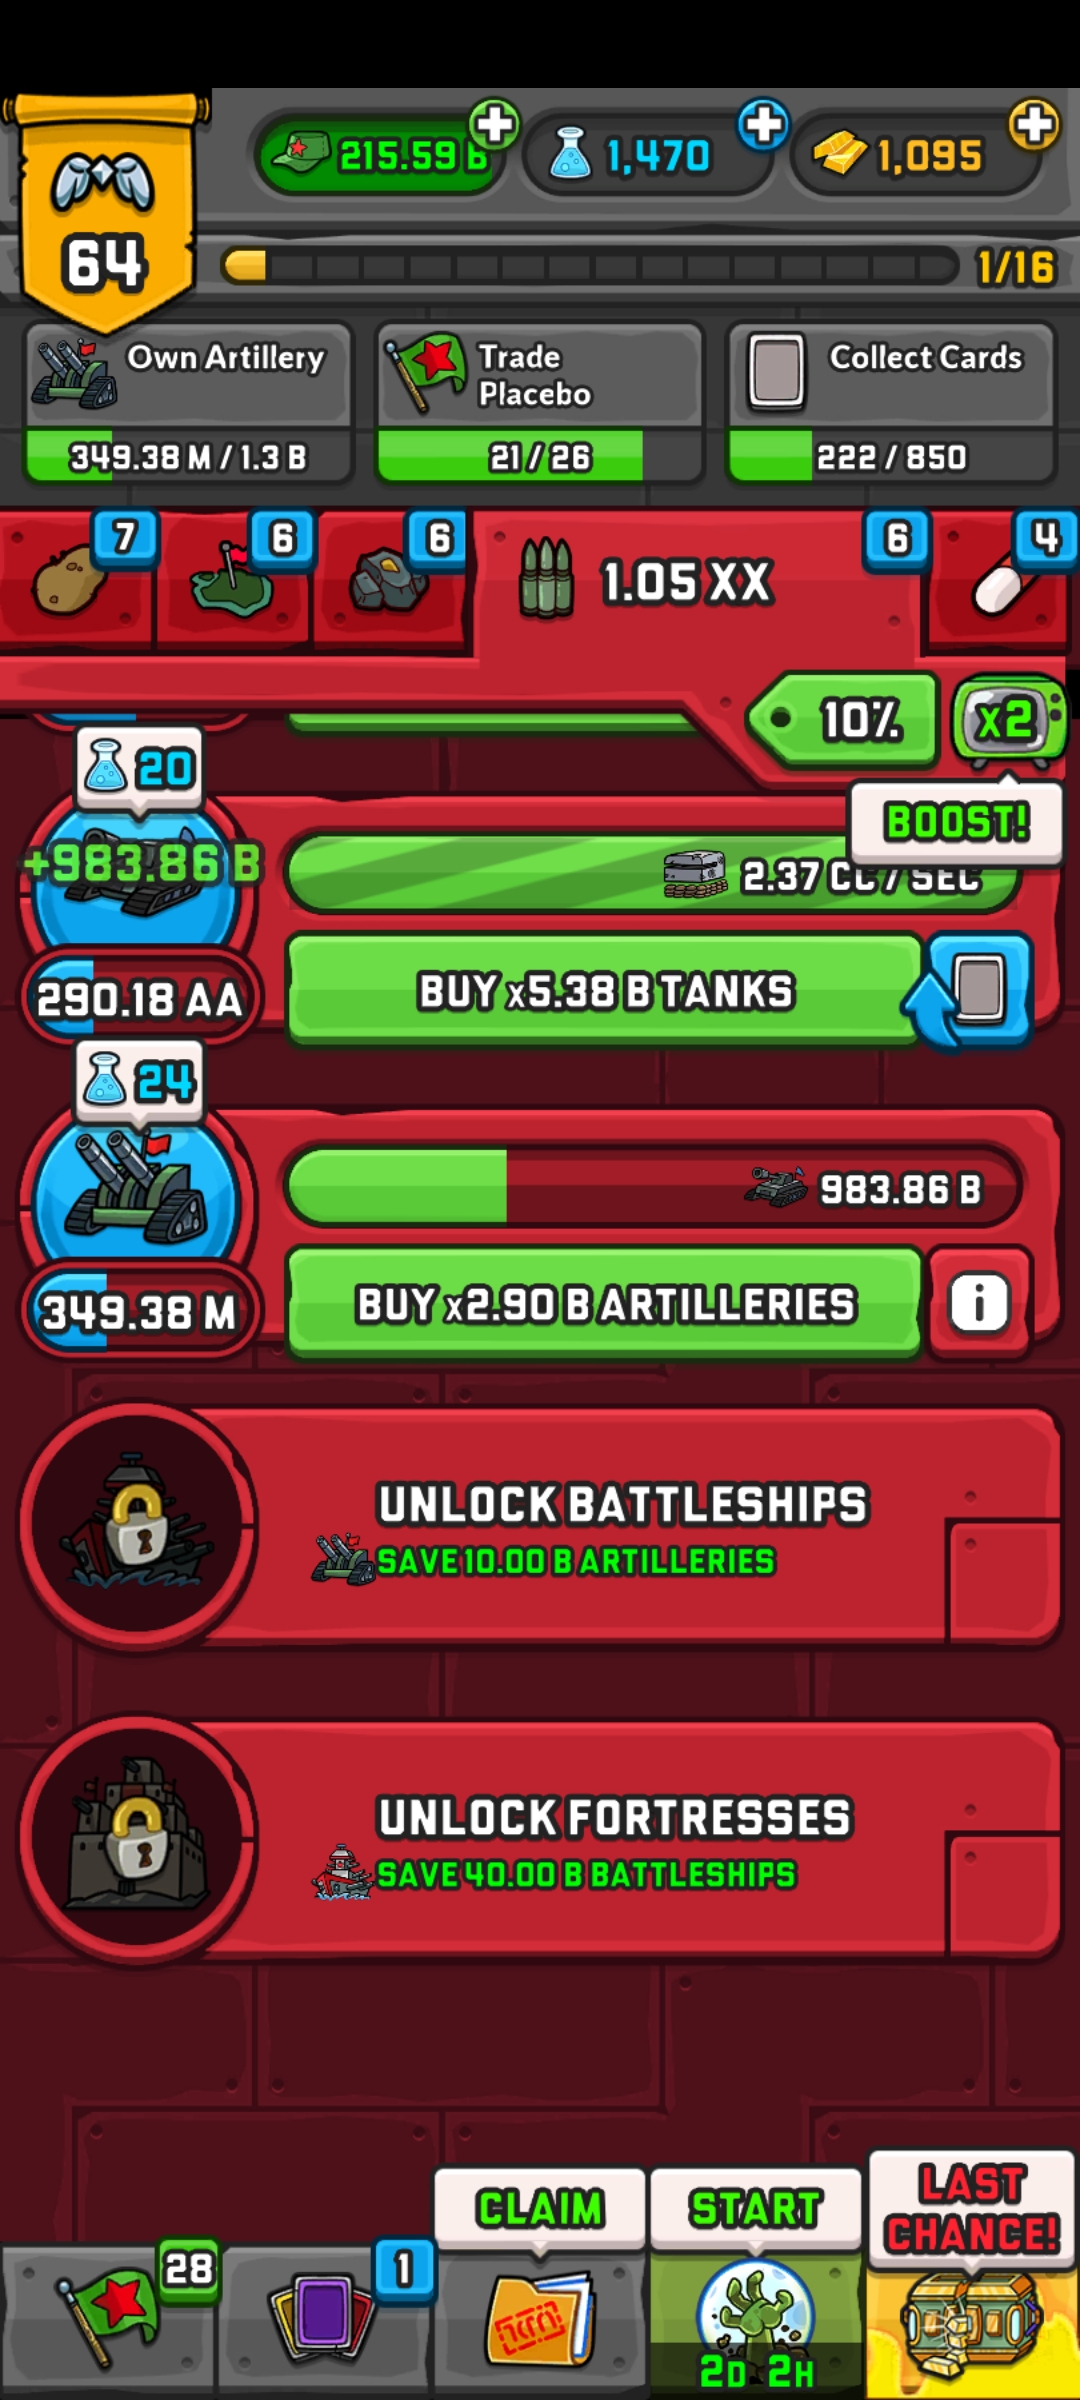 215.59 B
1,470
1,095
64
1/16
Own Artillery
349.38 M / 1.3 B
Trade
Placebo
21 / 26
Collect Cards
222 / 850
7
6
6
1.05 XX
6
4
10%
x2
BOOST!
20
+983.86 B
2.37 CC / SEC
290.18 AA
BUY x5.38 B TANKS
24
983.86 B
349.38 M
BUY x2.90 B ARTILLERIES
i
UNLOCK BATTLESHIPS
SAVE 10.00 B ARTILLERIES
UNLOCK FORTRESSES
SAVE 40.00 B BATTLESHIPS
28
1
CLAIM
START
2D 2H
LAST
CHANCE!